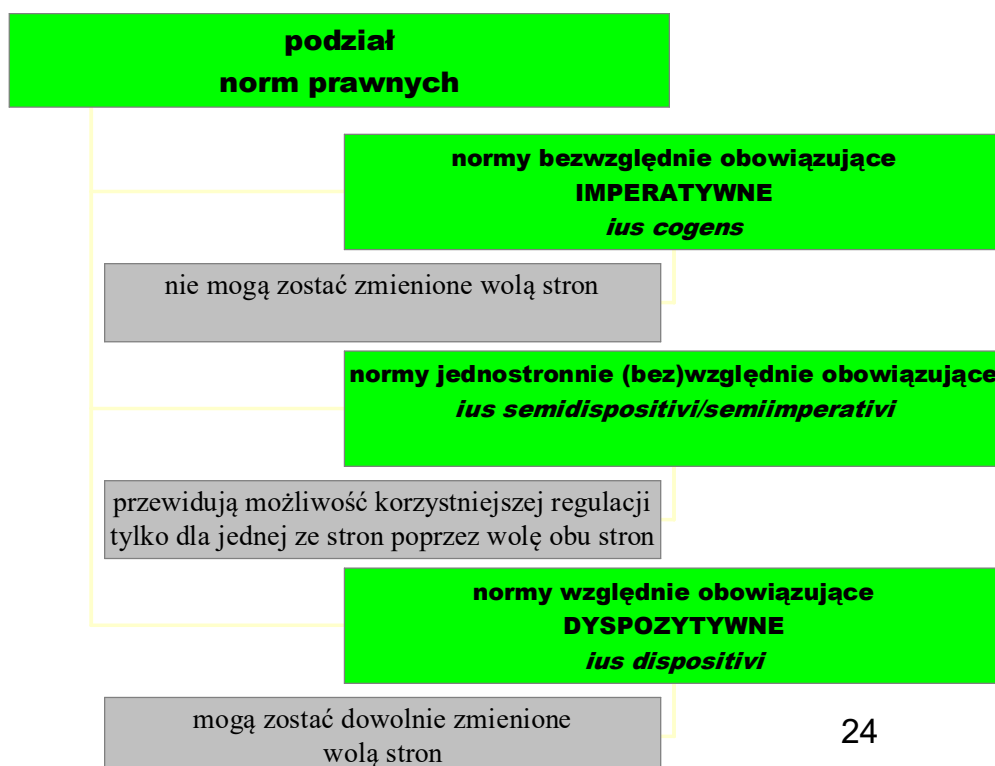 podział
norm prawnych
normy bezwzględnie obowiązujące
IMPERATYWNE
ius cogens
nie mogą zostać zmienione wolą stron
normy jednostronnie (bez)względnie obowiązujące
ius semidispositivi/semiimperativi
przewidują możliwość korzystniejszej regulacji
tylko dla jednej ze stron poprzez wolę obu stron
normy względnie obowiązujące
DYSPOZYTYWNE
ius dispositivi
mogą zostać dowolnie zmienione
wolą stron
24